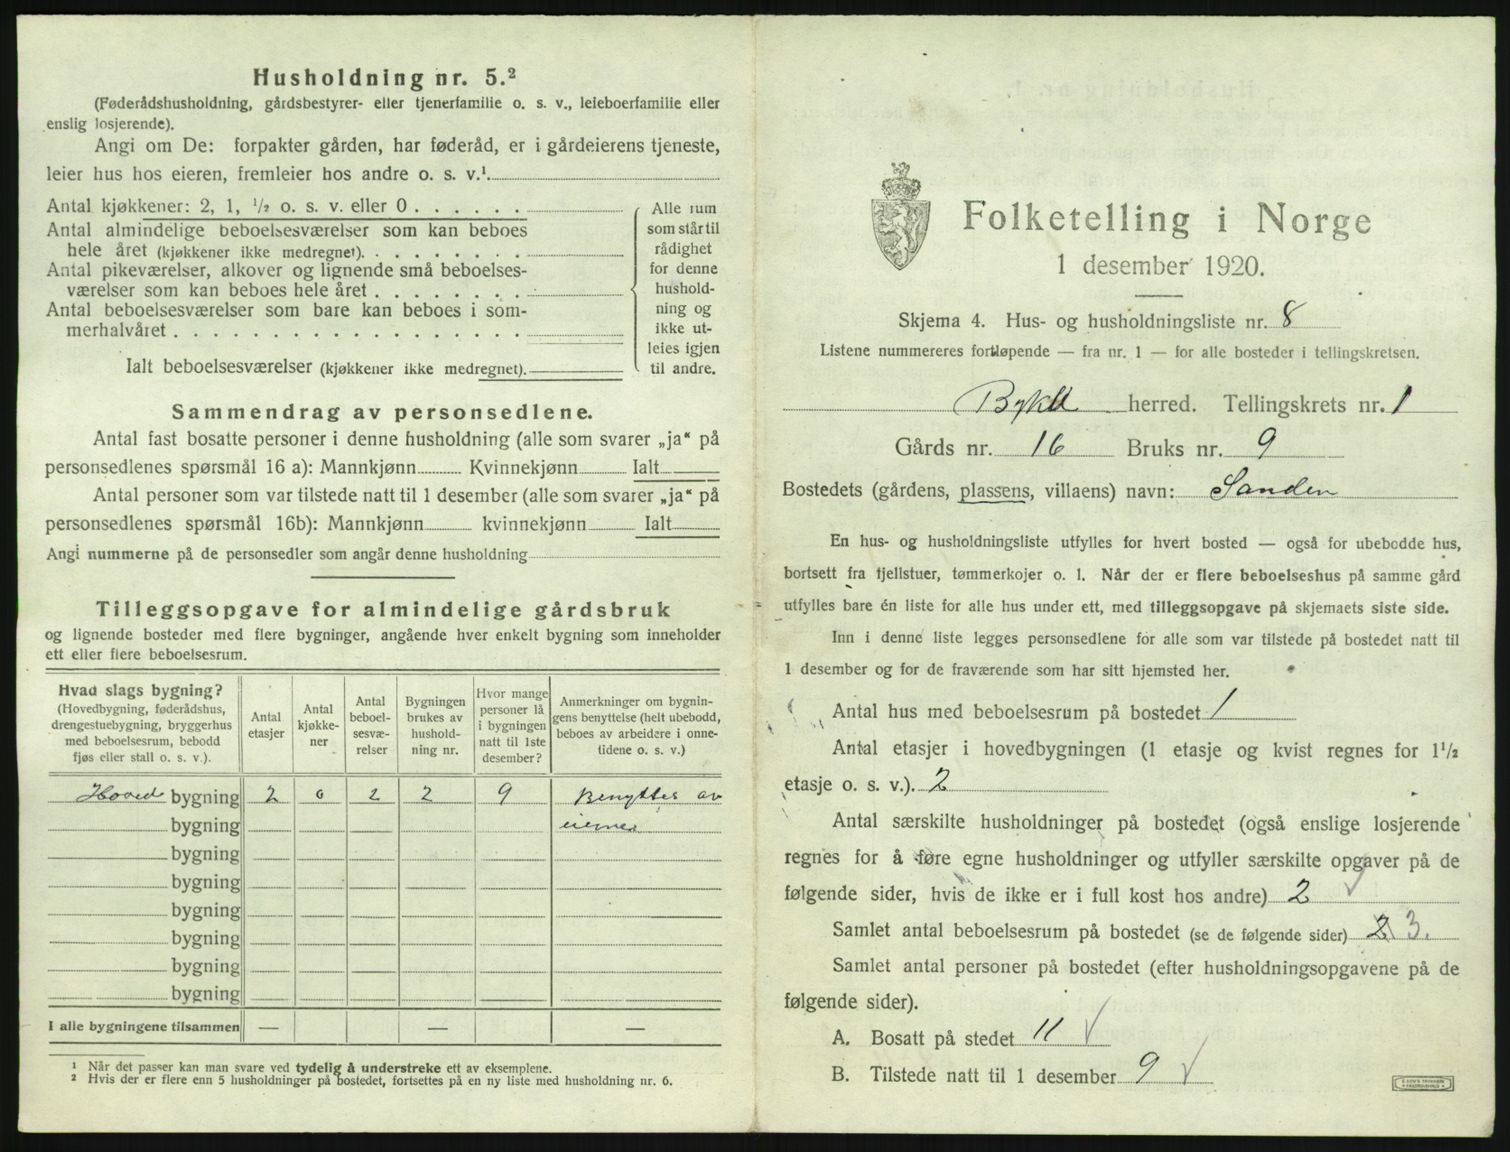 Husholdning nr. 5.²
(Føderådshusholdning, gårdsbestyrer- eller tjenerfamilie o. s. v., leieboerfamilie eller
enslig losjerende).
Angi om De: forpakter gården, har føderåd, er i gårdeierens tjeneste,
leier hus hos eieren, fremleier hos andre o. s. v.¹
Antal kjøkkener: 2, 1, ½ o. s. v. eller 0
Antal almindelige beboelsesværelser som kan beboes
hele året (kjøkkener ikke medregnet).
Antal pikeværelser, alkover og lignende små beboelses-
værelser som kan beboes hele året
Antal beboelsesværelser som bare kan beboes i som-
merhalvåret
Ialt beboelsesværelser (kjøkkener ikke medregnet).
Alle rum
som står til
rådighet
for denne
hushold-
ning og
ikke ut-
leies igjen
til andre.
Sammendrag av personsedlene.
Antal fast bosatte personer i denne husholdning (alle som svarer „ja“ på
personsedlenes spørsmål 16 a): Mannkjønn Kvinnekjønn Ialt
Antal personer som var tilstede natt til 1 desember (alle som svarer „ja“ på
personsedlenes spørsmål 16b): Mannkjønn kvinnekjønn Ialt
Angi nummerne på de personsedler som angår denne husholdning
Tilleggsopgave for almindelige gårdsbruk
og lignende bosteder med flere bygninger, angående hver enkelt bygning som inneholder
ett eller flere beboelsesrum.
Hvad slags bygning?
(Hovedbygning, føderådshus,
drengestuebygning, bryggerhus
med beboelsesrum, bebodd
fjøs eller stall o. s. v.).
Antal
etasjer
Antal
kjøkke-
ner
Antal
beboel-
sesvæ-
relser
Bygningen
brukes av
hushold-
ning nr.
Hvor mange
personer lå
i bygningen
natt til 1ste
desember?
Anmerkninger om bygnin-
gens benyttelse (helt ubebodd,
beboes av arbeidere i onne-
tidene o. s. v.)
Hoved bygning 2 0 2 2 9 Benyttes av
bygning eierne
bygning
bygning
bygning
bygning
bygning
bygning
I alle bygningene tilsammen — — —
¹ Når det passer kan man svare ved tydelig å understreke ett av eksemplene.
² Hvis der er flere enn 5 husholdninger på bostedet, fortsettes på en ny liste med husholdning nr. 6.
Folketelling i Norge
1 desember 1920.
Skjema 4. Hus- og husholdningsliste nr. 8
Listene nummereres fortløpende — fra nr. 1 — for alle bosteder i tellingskretsen.
Bykle herred. Tellingskrets nr. 1
Gårds nr. 16 Bruks nr. 9
Bostedets (gårdens, plassens, villaens) navn: Sanden
En hus- og husholdningsliste utfylles for hvert bosted — også for ubebodde hus,
bortsett fra fjellstuer, tømmerkojer o. l. Når der er flere beboelseshus på samme gård
utfylles bare én liste for alle hus under ett, med tilleggsopgave på skjemaets siste side.
Inn i denne liste legges personsedlene for alle som var tilstede på bostedet natt til
1 desember og for de fraværende som har sitt hjemsted her.
Antal hus med beboelsesrum på bostedet 1
Antal etasjer i hovedbygningen (1 etasje og kvist regnes for 1½
etasje o. s. v.). 2
Antal særskilte husholdninger på bostedet (også enslige losjerende
regnes for å føre egne husholdninger og utfyller særskilte opgaver på de
følgende sider, hvis de ikke er i full kost hos andre) 2 ✓
Samlet antal beboelsesrum på bostedet (se de følgende sider) 2 3.
Samlet antal personer på bostedet (efter husholdningsopgavene på de
følgende sider).
A. Bosatt på stedet 11 ✓
B. Tilstede natt til 1 desember 9 ✓